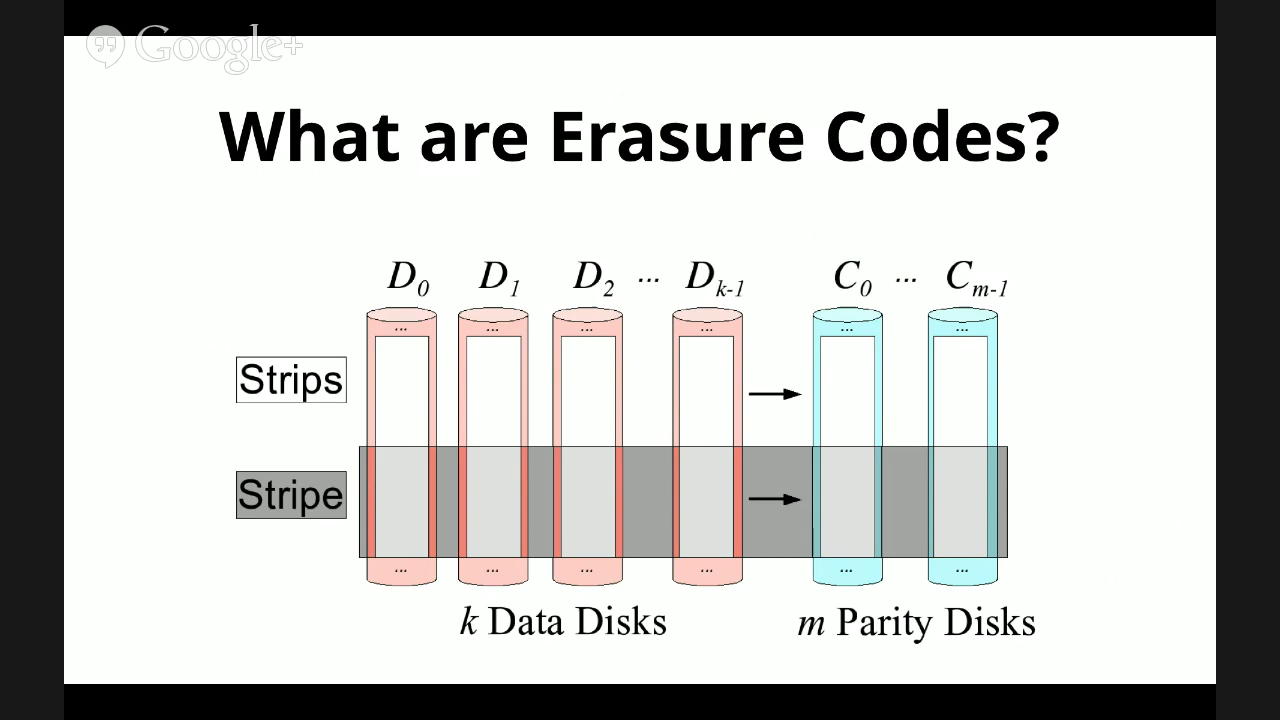 Google+
What are Erasure Codes?
D0 D1 D2 ... Dk-1 C0 ... Cm-1
... ... ... ... ... ...
Strips
Stripe
... ... ... ... ... ...
k Data Disks m Parity Disks